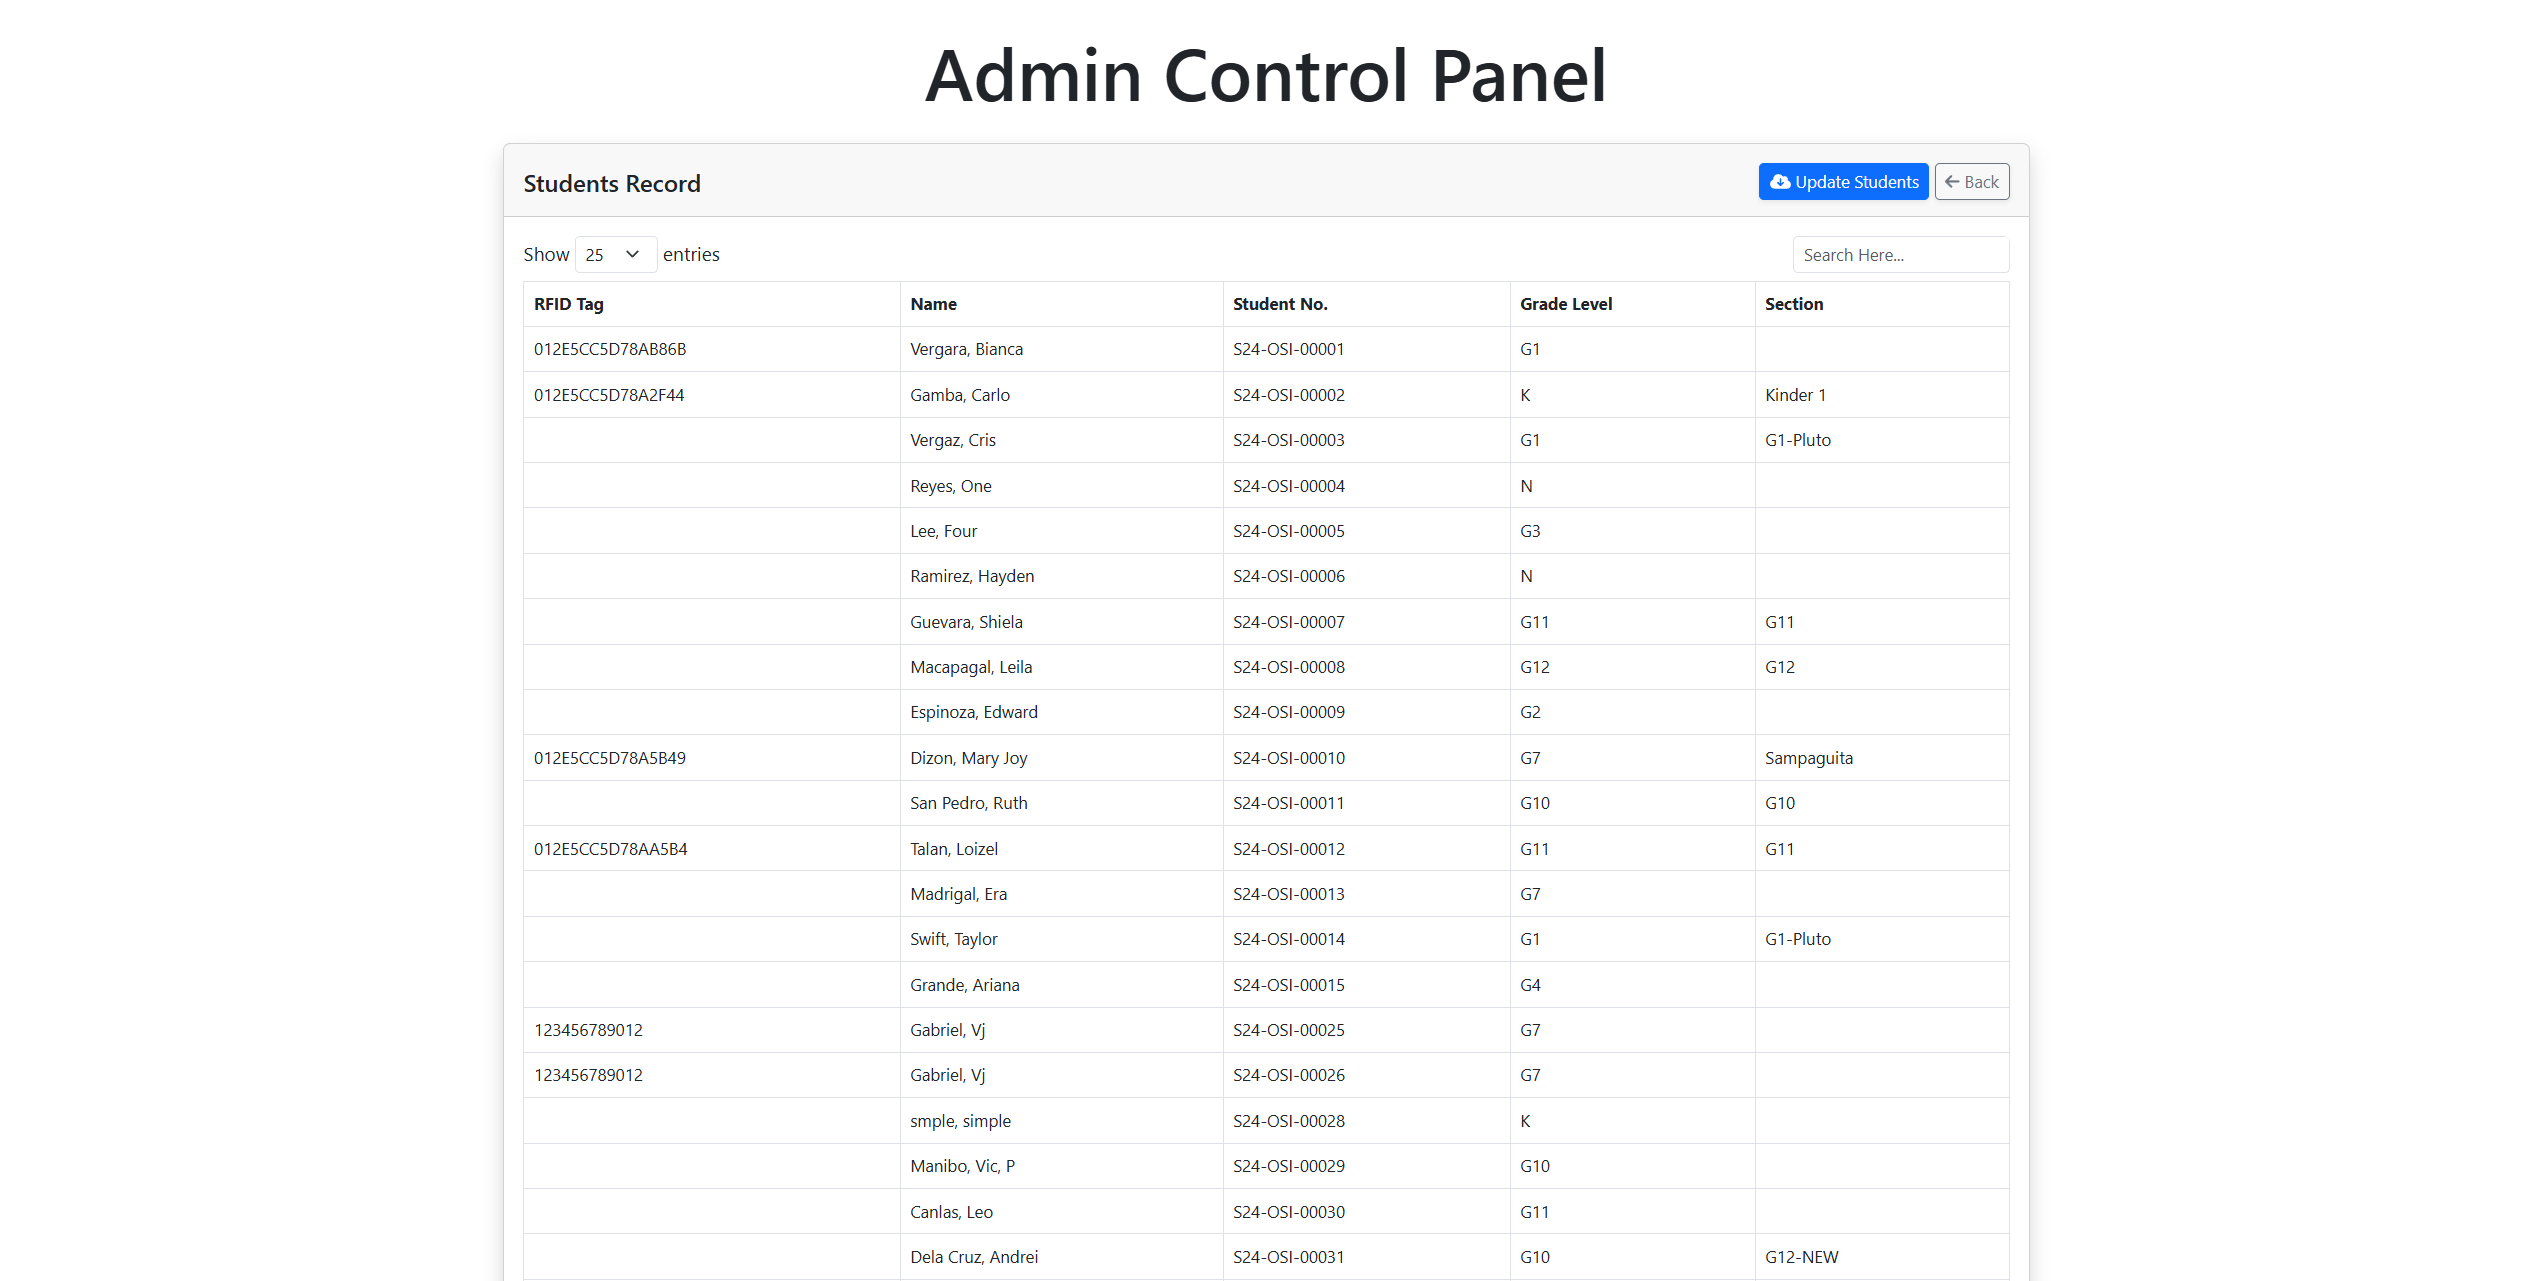 Admin Control Panel
Students Record
Update Students Back
Show 25 entries Search Here...
RFID Tag Name Student No. Grade Level Section
012E5CC5D78AB86B Vergara, Bianca S24-OSI-00001 G1
012E5CC5D78A2F44 Gamba, Carlo S24-OSI-00002 K Kinder 1
Vergaz, Cris S24-OSI-00003 G1 G1-Pluto
Reyes, One S24-OSI-00004 N
Lee, Four S24-OSI-00005 G3
Ramirez, Hayden S24-OSI-00006 N
Guevara, Shiela S24-OSI-00007 G11 G11
Macapagal, Leila S24-OSI-00008 G12 G12
Espinoza, Edward S24-OSI-00009 G2
012E5CC5D78A5B49 Dizon, Mary Joy S24-OSI-00010 G7 Sampaguita
San Pedro, Ruth S24-OSI-00011 G10 G10
012E5CC5D78AA5B4 Talan, Loizel S24-OSI-00012 G11 G11
Madrigal, Era S24-OSI-00013 G7
Swift, Taylor S24-OSI-00014 G1 G1-Pluto
Grande, Ariana S24-OSI-00015 G4
123456789012 Gabriel, Vj S24-OSI-00025 G7
123456789012 Gabriel, Vj S24-OSI-00026 G7
smple, simple S24-OSI-00028 K
Manibo, Vic, P S24-OSI-00029 G10
Canlas, Leo S24-OSI-00030 G11
Dela Cruz, Andrei S24-OSI-00031 G10 G12-NEW